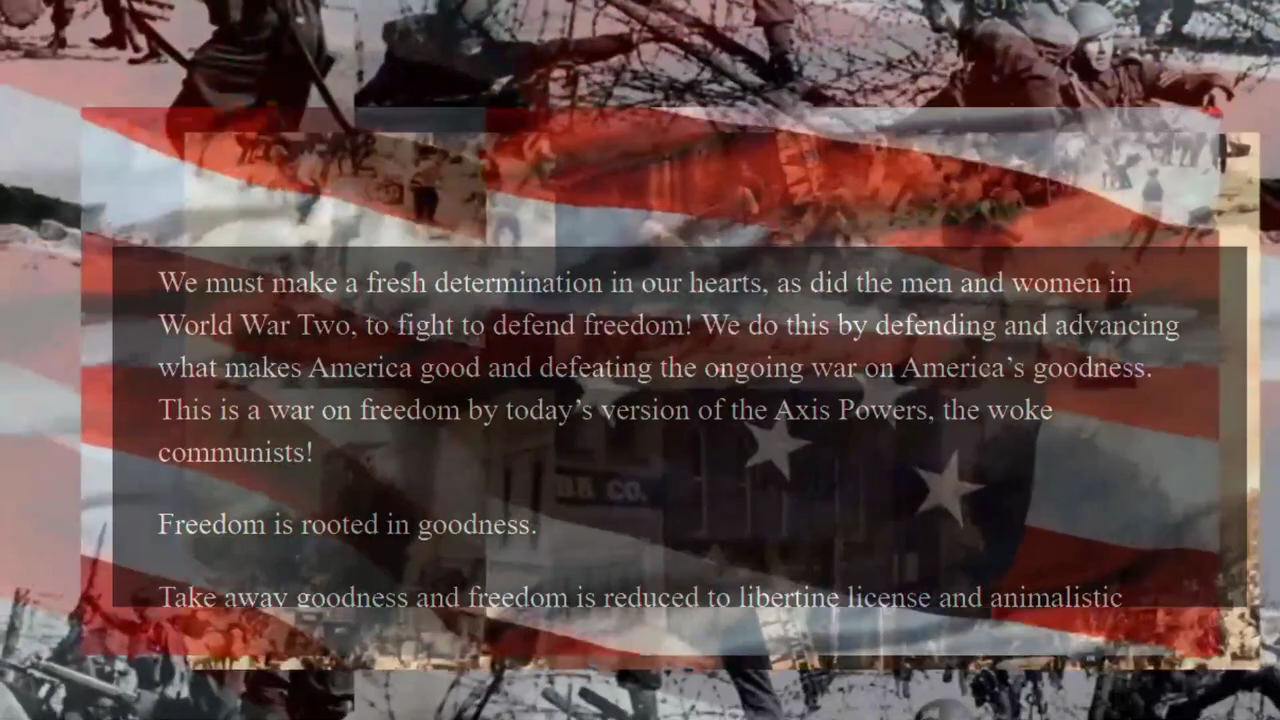 We must make a fresh determination in our hearts, as did the men and women in
World War Two, to fight to defend freedom! We do this by defending and advancing
what makes America good and defeating the ongoing war on America’s goodness.
This is a war on freedom by today’s version of the Axis Powers, the woke
communists!
BR CO.
Freedom is rooted in goodness.
Take away goodness and freedom is reduced to libertine license and animalistic